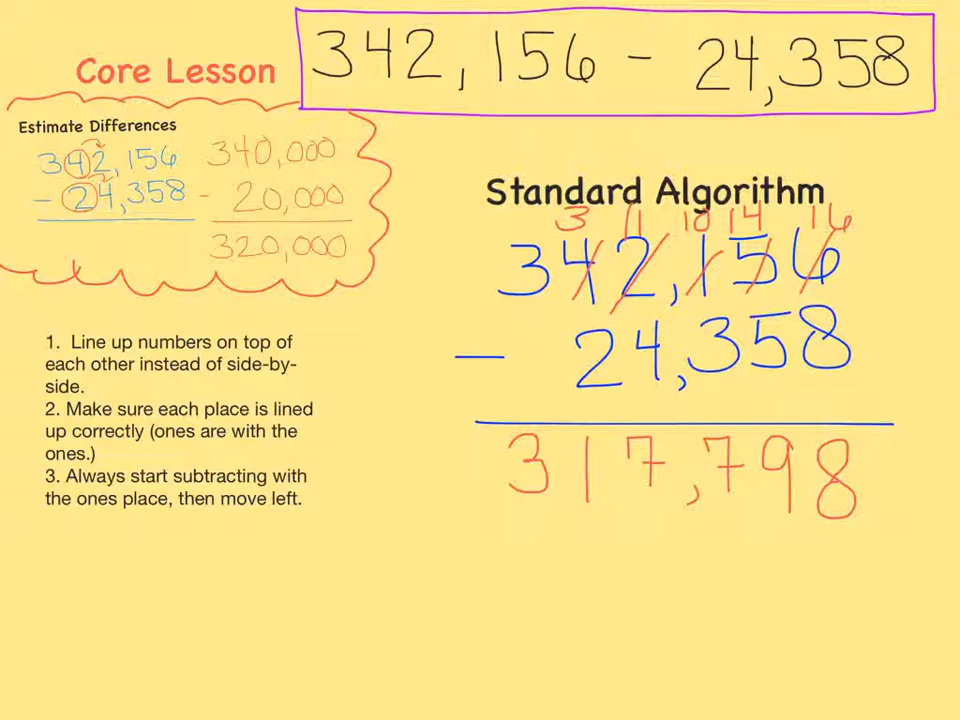 342,156 - 24,358
Core Lesson
Estimate Differences
342,156
- 24,358
340,000
- 20,000
320,000
1. Line up numbers on top of
each other instead of side-by-
side.
2. Make sure each place is lined
up correctly (ones are with the
ones.)
3. Always start subtracting with
the ones place, then move left.
Standard Algorithm
3 11 10 14 16
342,156
- 24,358
317,798